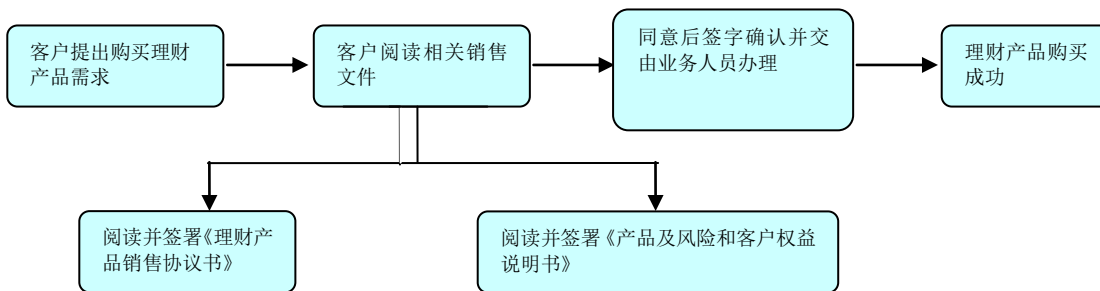 客户提出购买理财
产品需求
客户阅读相关销售
文件
同意后签字确认并交
由业务人员办理
理财产品购买
成功
阅读并签署《理财产
品销售协议书》
阅读并签署《产品及风险和客户权益
说明书》